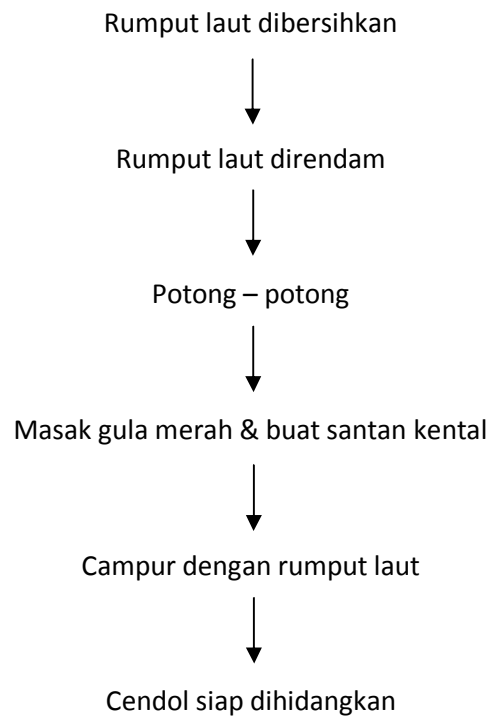 Rumput laut dibersihkan
Rumput laut direndam
Potong – potong
Masak gula merah & buat santan kental
Campur dengan rumput laut
Cendol siap dihidangkan